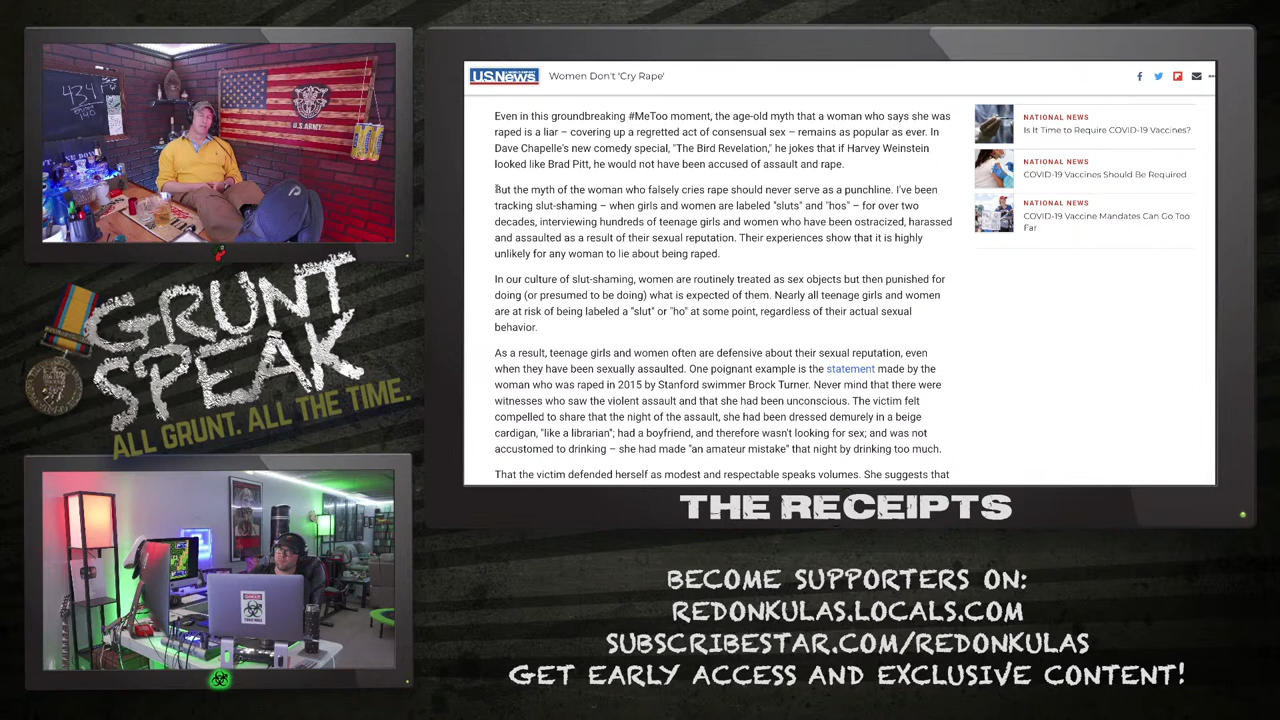 U.S.News
Women Don't 'Cry Rape'
Even in this groundbreaking #MeToo moment, the age-old myth that a woman who says she was
raped is a liar – covering up a regretted act of consensual sex – remains as popular as ever. In
Dave Chapelle's new comedy special, "The Bird Revelation," he jokes that if Harvey Weinstein
looked like Brad Pitt, he would not have been accused of assault and rape.
But the myth of the woman who falsely cries rape should never serve as a punchline. I've been
tracking slut-shaming – when girls and women are labeled "sluts" and "hos" – for over two
decades, interviewing hundreds of teenage girls and women who have been ostracized, harassed
and assaulted as a result of their sexual reputation. Their experiences show that it is highly
unlikely for any woman to lie about being raped.
In our culture of slut-shaming, women are routinely treated as sex objects but then punished for
doing (or presumed to be doing) what is expected of them. Nearly all teenage girls and women
are at risk of being labeled a "slut" or "ho" at some point, regardless of their actual sexual
behavior.
As a result, teenage girls and women often are defensive about their sexual reputation, even
when they have been sexually assaulted. One poignant example is the statement made by the
woman who was raped in 2015 by Stanford swimmer Brock Turner. Never mind that there were
witnesses who saw the violent assault and that she had been unconscious. The victim felt
compelled to share that the night of the assault, she had been dressed demurely in a beige
cardigan, "like a librarian"; had a boyfriend, and therefore wasn't looking for sex; and was not
accustomed to drinking – she had made "an amateur mistake" that night by drinking too much.
That the victim defended herself as modest and respectable speaks volumes. She suggests that
NATIONAL NEWS
Is It Time to Require COVID-19 Vaccines?
NATIONAL NEWS
COVID-19 Vaccines Should Be Required
NATIONAL NEWS
COVID-19 Vaccine Mandates Can Go Too
Far
434
U.S. ARMY
GRUNT
SPEAK
ALL GRUNT. ALL THE TIME.
THE RECEIPTS
BECOME SUPPORTERS ON:
REDONKULAS.LOCALS.COM
SUBSCRIBESTAR.COM/REDONKULAS
GET EARLY ACCESS AND EXCLUSIVE CONTENT!